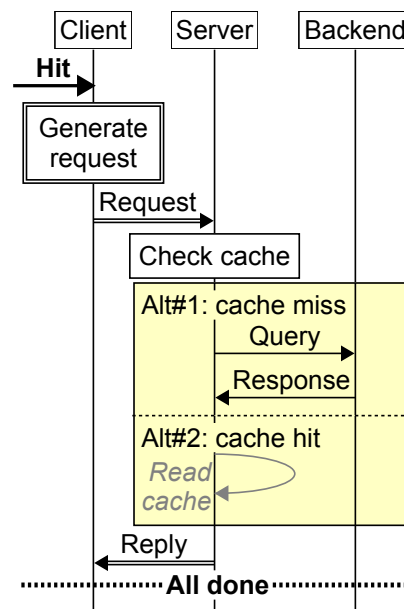 Client Server Backend
Hit
Generate
request
Request
Check cache
Alt#1: cache miss
Query
Response
Alt#2: cache hit
Read
cache
Reply
All done